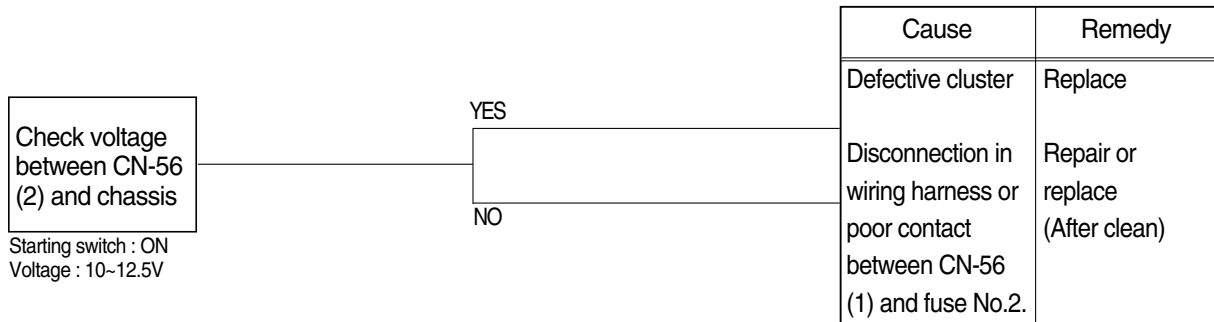 Cause
Remedy
Defective cluster
Replace
YES
Check voltage
between CN-56
(2) and chassis
Disconnection in
wiring harness or
poor contact
between CN-56
(1) and fuse No.2.
Repair or
replace
(After clean)
NO
Starting switch : ON
Voltage : 10~12.5V